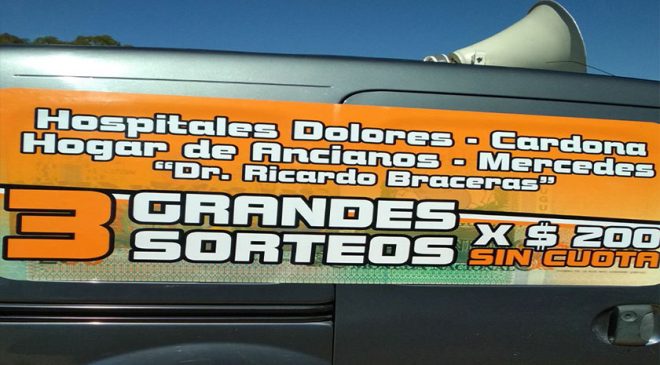 Hospitales Dolores - Cardona
Hogar de Ancianos - Mercedes
"Dr. Ricardo Braceras"
3 GRANDES SORTEOS
X $ 200
SIN CUOTA